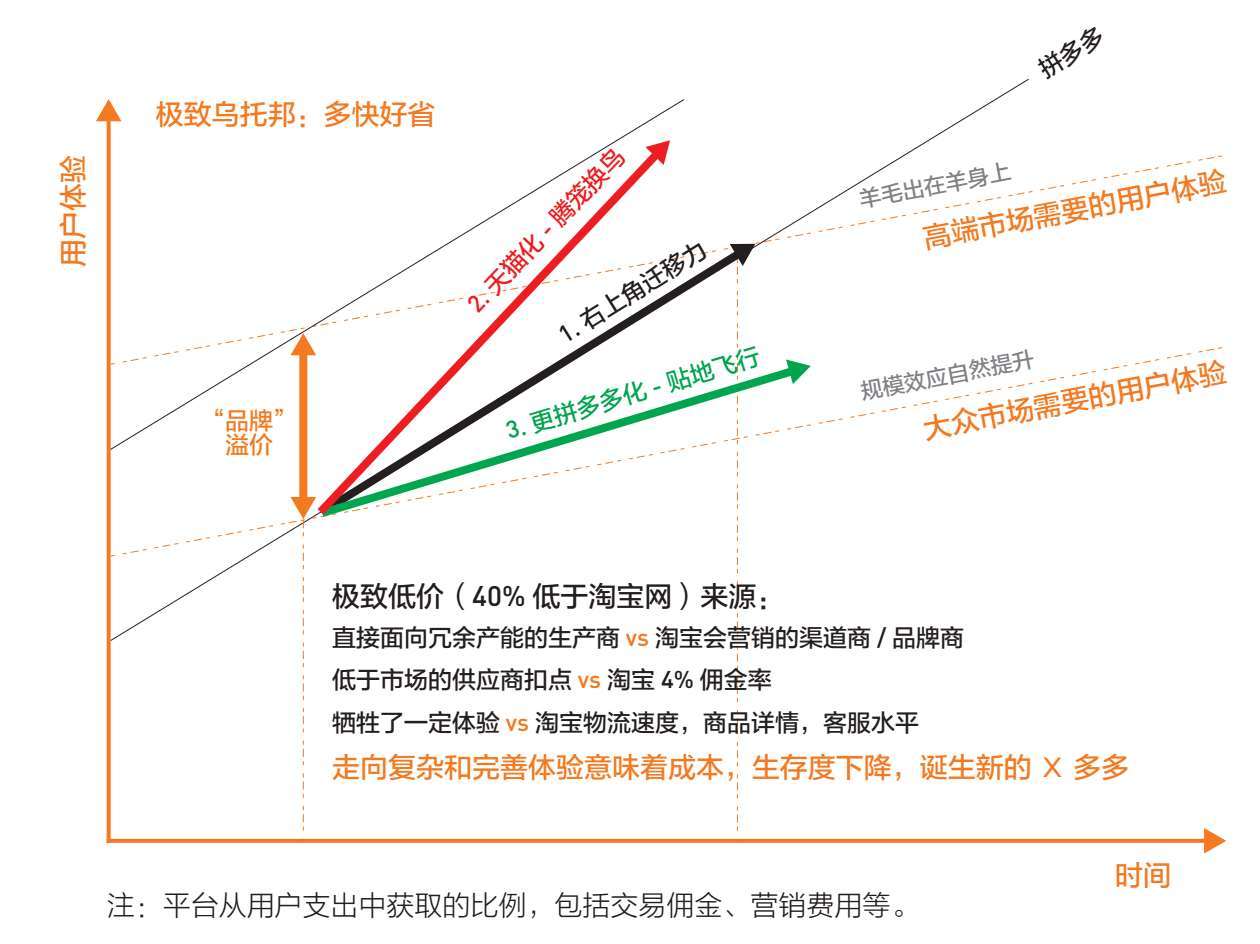 拼多多
极致乌托邦：多快好省
用户体验
羊毛出在羊身上
高端市场需要的用户体验
2. 天猫化 - 腾笼换鸟
1. 右上角迁移力
3. 更拼多多化 - 贴地飞行
规模效应自然提升
大众市场需要的用户体验
“品牌”
溢价
极致低价（40% 低于淘宝网）来源：
直接面向冗余产能的生产商 vs 淘宝会营销的渠道商 / 品牌商
低于市场的供应商扣点 vs 淘宝 4% 佣金率
牺牲了一定体验 vs 淘宝物流速度，商品详情，客服水平
走向复杂和完善体验意味着成本，生存度下降，诞生新的 X 多多
时间
注：平台从用户支出中获取的比例，包括交易佣金、营销费用等。